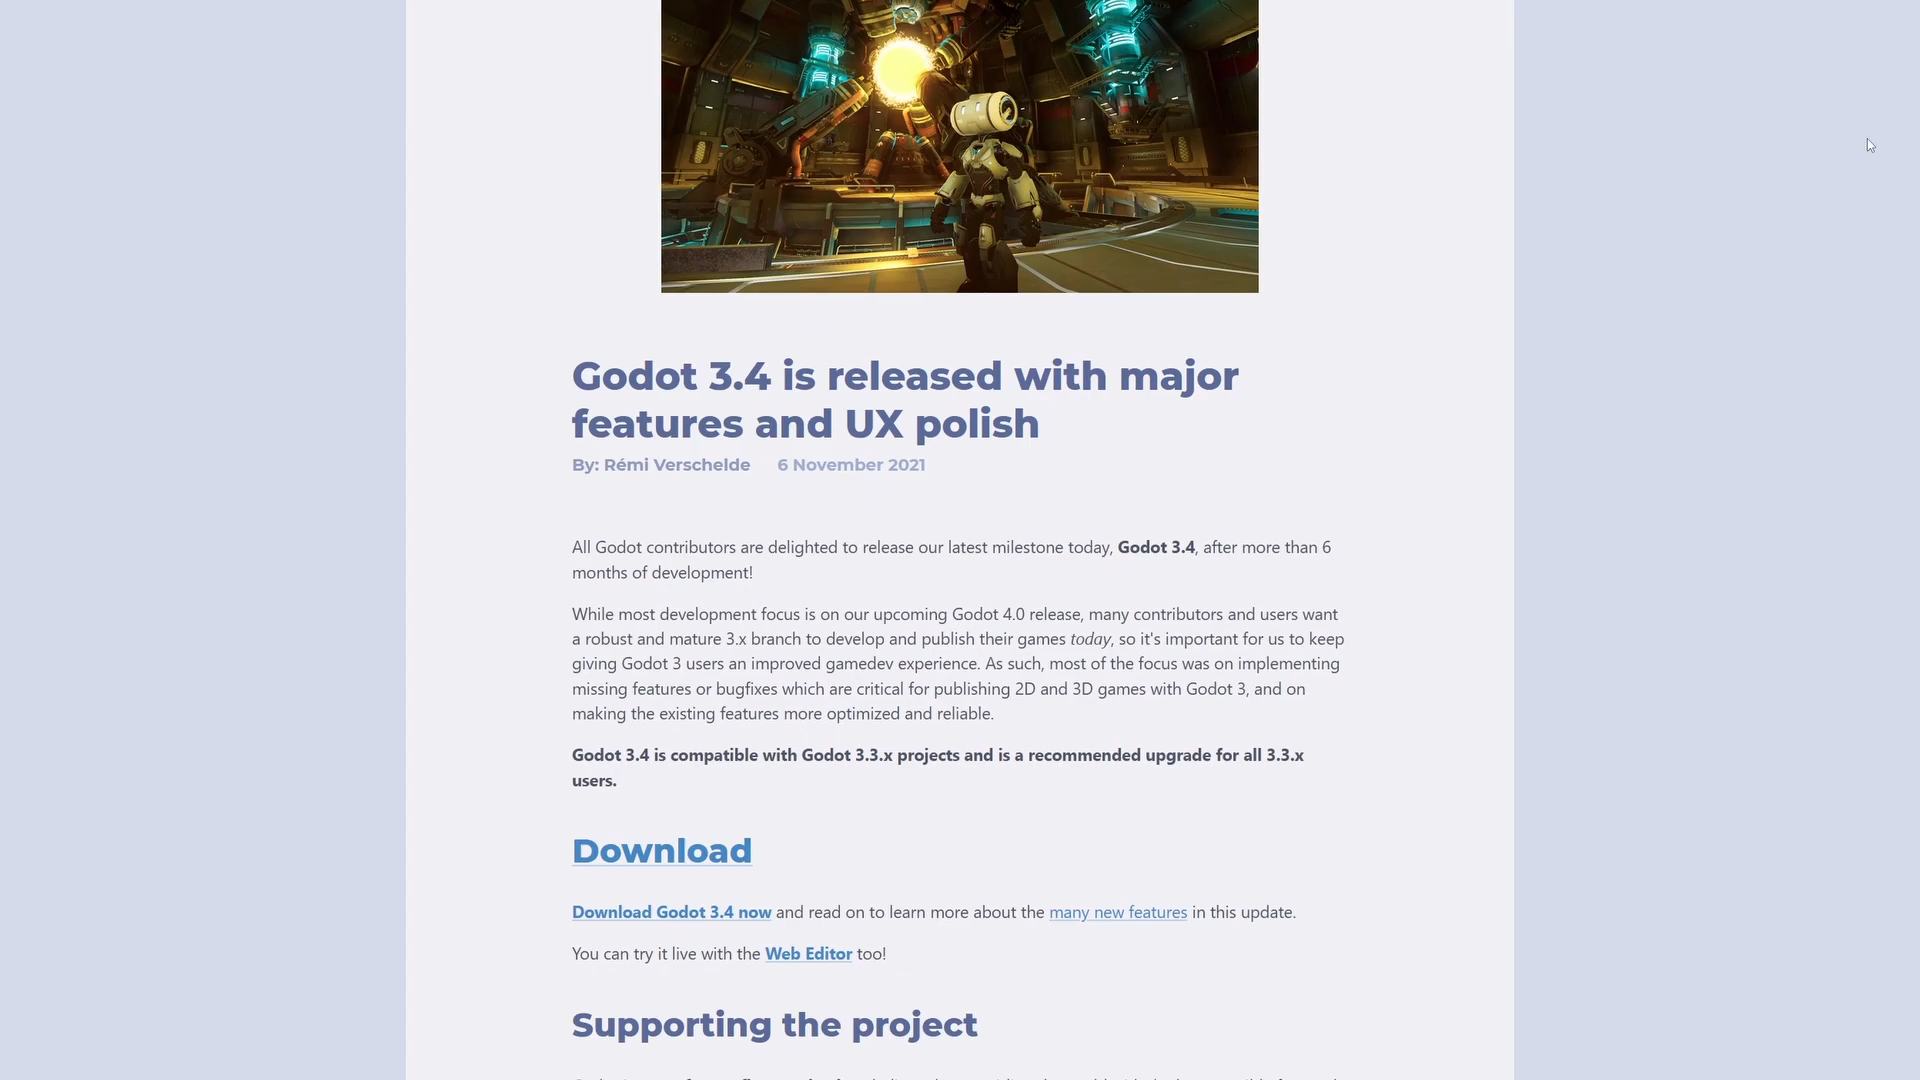 Godot 3.4 is released with major
features and UX polish
By: Rémi Verschelde 6 November 2021
All Godot contributors are delighted to release our latest milestone today, Godot 3.4, after more than 6
months of development!
While most development focus is on our upcoming Godot 4.0 release, many contributors and users want
a robust and mature 3.x branch to develop and publish their games today, so it's important for us to keep
giving Godot 3 users an improved gamedev experience. As such, most of the focus was on implementing
missing features or bugfixes which are critical for publishing 2D and 3D games with Godot 3, and on
making the existing features more optimized and reliable.
Godot 3.4 is compatible with Godot 3.3.x projects and is a recommended upgrade for all 3.3.x
users.
Download
Download Godot 3.4 now and read on to learn more about the many new features in this update.
You can try it live with the Web Editor too!
Supporting the project